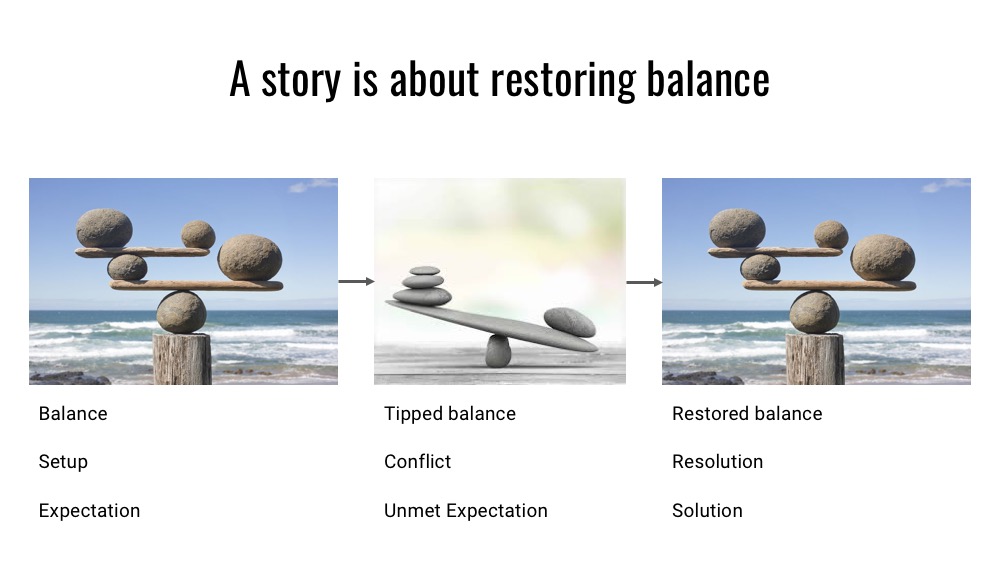 A story is about restoring balance
Balance
Setup
Expectation
Tipped balance
Conflict
Unmet Expectation
Restored balance
Resolution
Solution